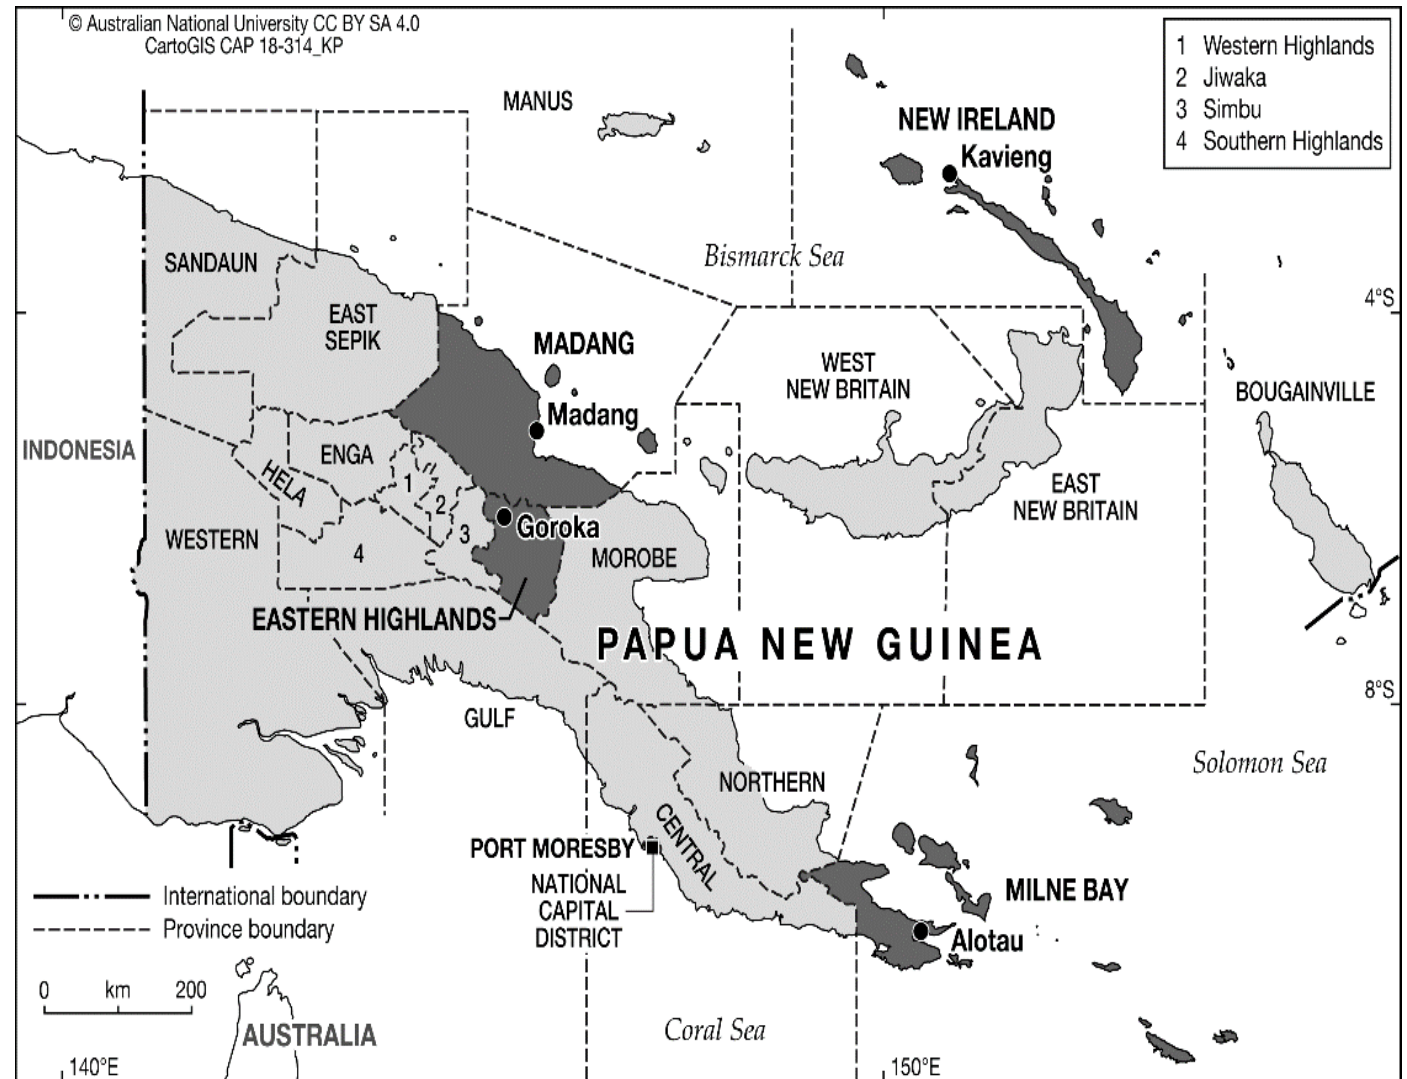 © Australian National University CC BY SA 4.0
CartoGIS CAP 18-314_KP
1 Western Highlands
2 Jiwaka
3 Simbu
4 Southern Highlands
MANUS
NEW IRELAND
Kavieng
SANDAUN
Bismarck Sea
EAST
SEPIK
4°S
MADANG
Madang
WEST
NEW BRITAIN
BOUGAINVILLE
INDONESIA
ENGA
HELA
1
2
3
4
Goroka
EAST
NEW BRITAIN
WESTERN
MOROBE
EASTERN HIGHLANDS
PAPUA NEW GUINEA
8°S
GULF
Solomon Sea
NORTHERN
CENTRAL
PORT MORESBY
NATIONAL
CAPITAL
DISTRICT
MILNE BAY
Alotau
International boundary
Province boundary
0 km 200
AUSTRALIA
Coral Sea
140°E
150°E